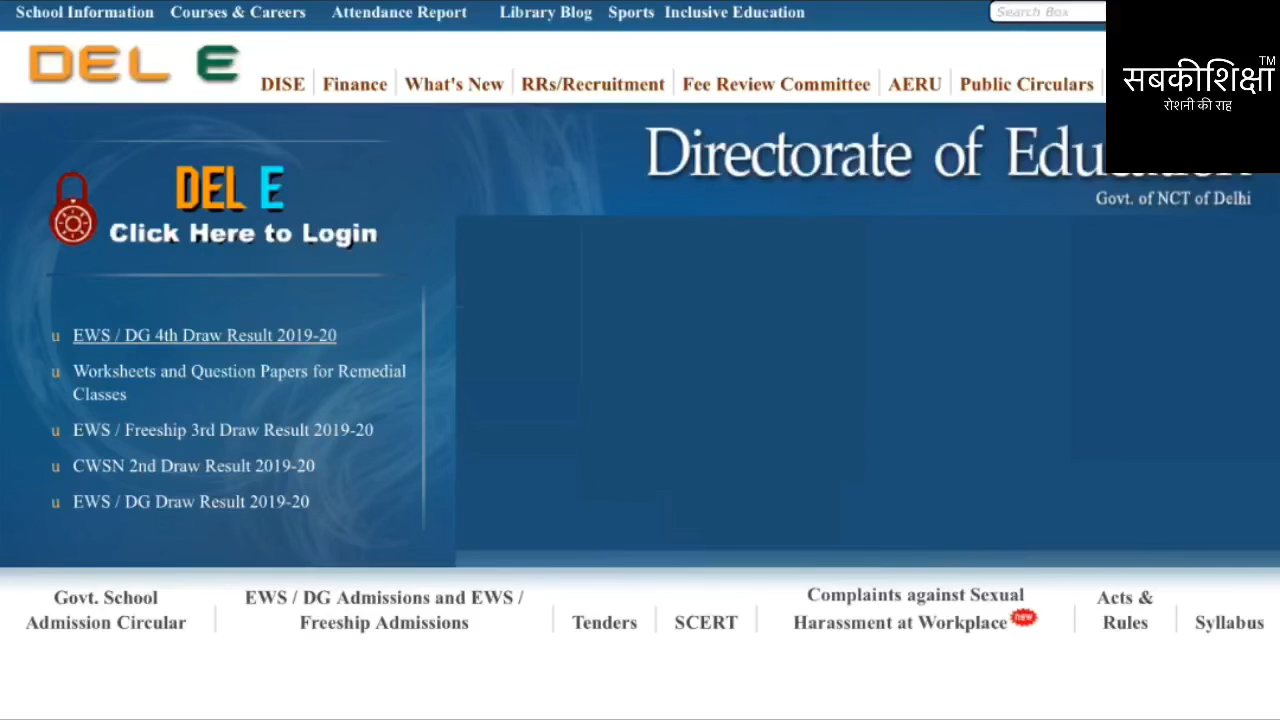 School Information Courses & Careers Attendance Report Library Blog Sports Inclusive Education Search Box
DEL E
DISE Finance What's New RRs/Recruitment Fee Review Committee AERU Public Circulars
सबकीशिक्षा TM
रोशनी की राह
Directorate of
Govt. of NCT of Delhi
DEL E
Click Here to Login
u EWS / DG 4th Draw Result 2019-20
u Worksheets and Question Papers for Remedial
Classes
u EWS / Freeship 3rd Draw Result 2019-20
u CWSN 2nd Draw Result 2019-20
u EWS / DG Draw Result 2019-20
Govt. School
Admission Circular
EWS / DG Admissions and EWS /
Freeship Admissions
Tenders
SCERT
Complaints against Sexual
Harassment at Workplace new
Acts &
Rules
Syllabus